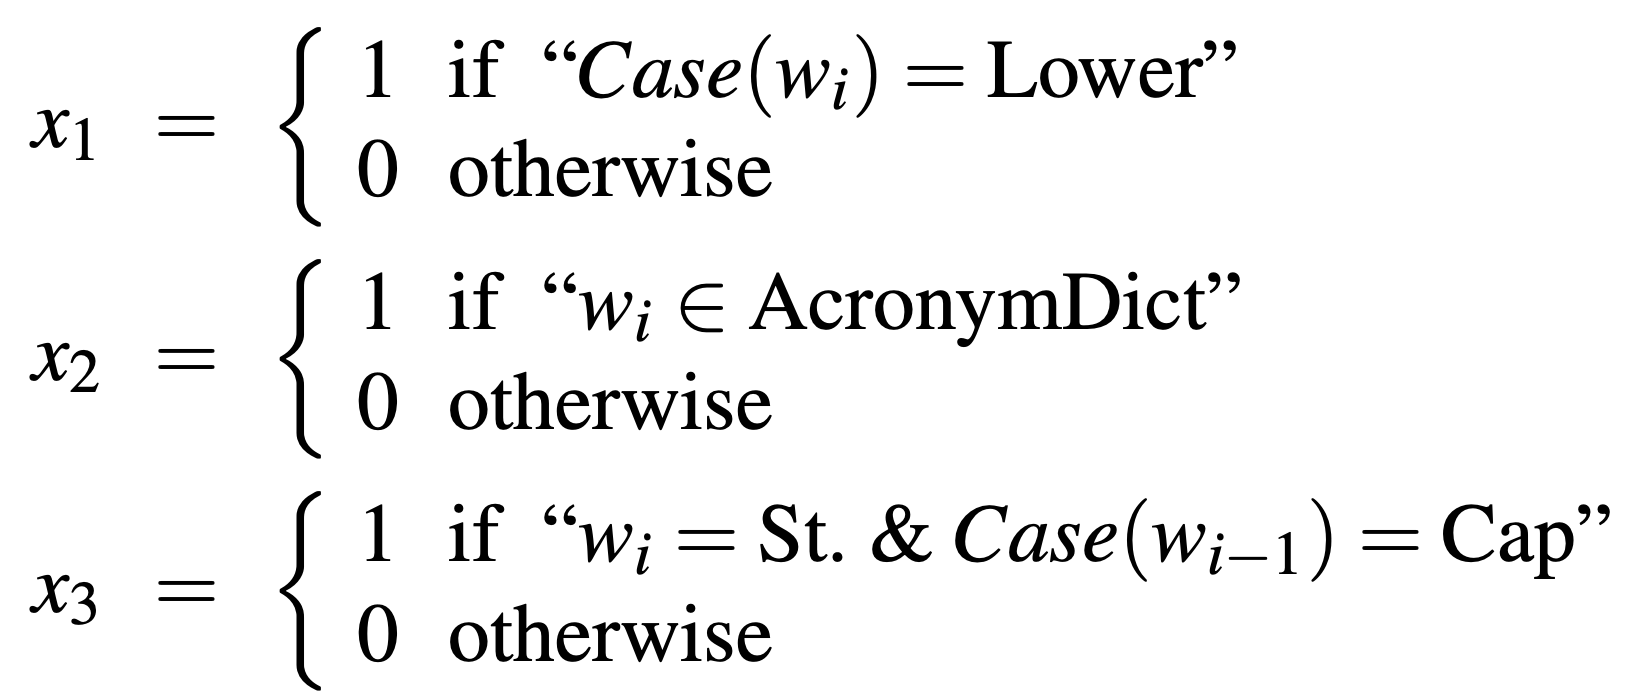 x₁ = { 1 if “Case(wᵢ) = Lower”
0 otherwise
x₂ = { 1 if “wᵢ ∈ AcronymDict”
0 otherwise
x₃ = { 1 if “wᵢ = St. & Case(wᵢ₋₁) = Cap”
0 otherwise